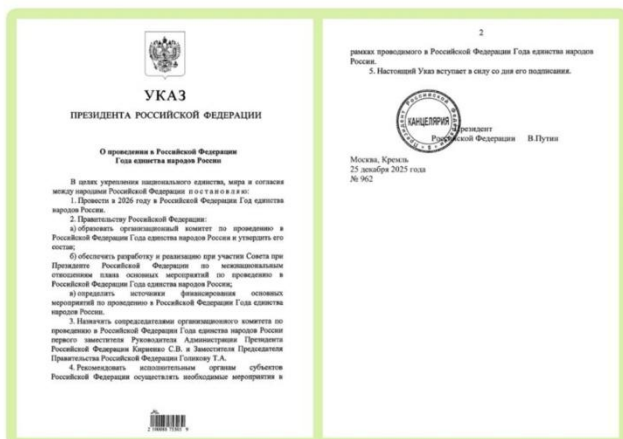 УКАЗ
ПРЕЗИДЕНТА РОССИЙСКОЙ ФЕДЕРАЦИИ
О проведении в Российской Федерации
Года единства народов России
В целях укрепления национального единства, мира и согласия
между народами Российской Федерации п о с т а н о в л я ю:
1. Провести в 2026 году в Российской Федерации Год единства
народов России.
2. Правительству Российской Федерации:
а) образовать организационный комитет по проведению в
Российской Федерации Года единства народов России и утвердить его
состав;
б) обеспечить разработку и реализацию при участии Совета при
Президенте Российской Федерации по межнациональным
отношениям плана основных мероприятий по проведению в
Российской Федерации Года единства народов России;
в) определить источники финансирования основных
мероприятий по проведению в Российской Федерации Года единства
народов России.
3. Назначить сопредседателями организационного комитета по
проведению в Российской Федерации Года единства народов России
первого заместителя Руководителя Администрации Президента
Российской Федерации Кириенко С.В. и Заместителя Председателя
Правительства Российской Федерации Голикову Т.А.
4. Рекомендовать исполнительным органам субъектов
Российской Федерации осуществлять необходимые мероприятия в
2
рамках проводимого в Российской Федерации Года единства народов
России.
5. Настоящий Указ вступает в силу со дня его подписания.
КАНЦЕЛЯРИЯ
Президент
Российской Федерации В.Путин
Москва, Кремль
25 декабря 2025 года
№ 962